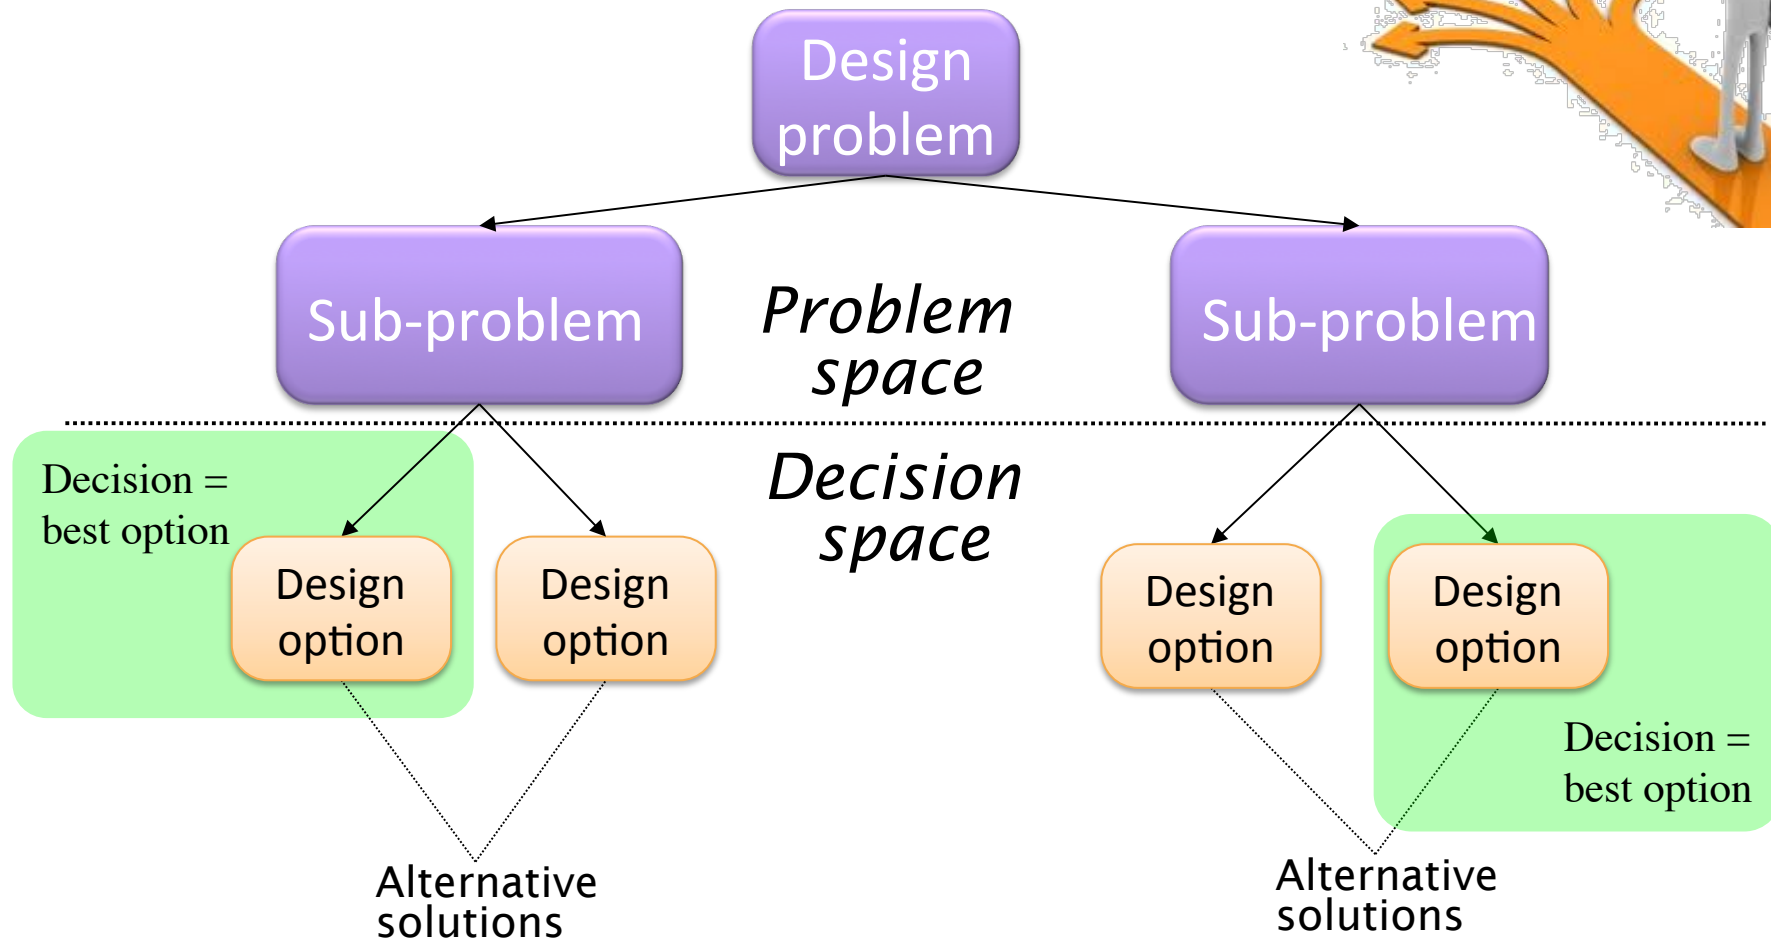 Design
problem
Sub-problem
Problem
space
Sub-problem
Decision =
best option
Decision
space
Design
option
Design
option
Design
option
Design
option
Decision =
best option
Alternative
solutions
Alternative
solutions